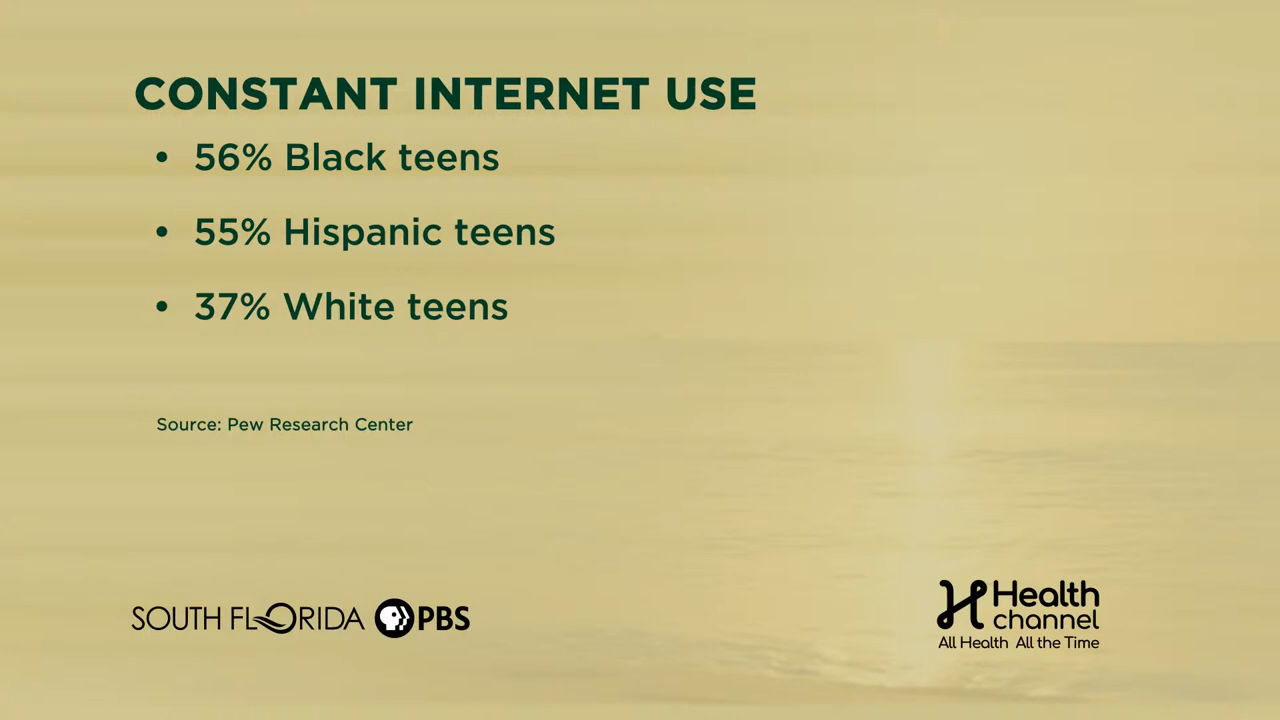 CONSTANT INTERNET USE
• 56% Black teens
• 55% Hispanic teens
• 37% White teens
Source: Pew Research Center
SOUTH FLORIDA PBS
Health
channel
All Health All the Time